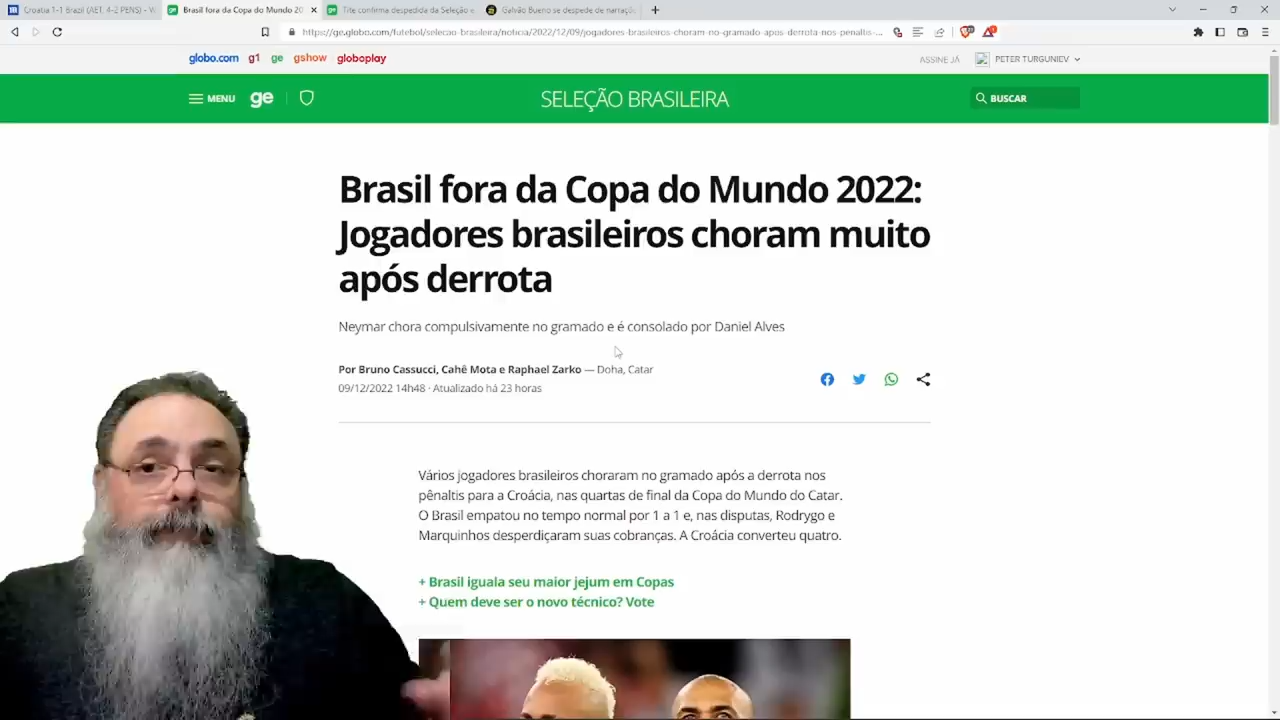 Croatia 1-1 Brazil (AET, 4-2 PENS) - Vi
Brasil fora da Copa do Mundo 20
Tite confirma despedida da Seleção e
Galvão Bueno se despede de narraçõ
https://ge.globo.com/futebol/selecao-brasileira/noticia/2022/12/09/jogadores-brasileiros-choram-no-gramado-apos-derrota-nos-penaltis-...
globo.com g1 ge gshow globoplay
ASSINE JÁ
PETER TURGUNIEV
MENU ge
SELEÇÃO BRASILEIRA
BUSCAR
Brasil fora da Copa do Mundo 2022:
Jogadores brasileiros choram muito
após derrota
Neymar chora compulsivamente no gramado e é consolado por Daniel Alves
Por Bruno Cassucci, Cahê Mota e Raphael Zarko — Doha, Catar
09/12/2022 14h48 · Atualizado há 23 horas
Vários jogadores brasileiros choraram no gramado após a derrota nos
pênaltis para a Croácia, nas quartas de final da Copa do Mundo do Catar.
O Brasil empatou no tempo normal por 1 a 1 e, nas disputas, Rodrygo e
Marquinhos desperdiçaram suas cobranças. A Croácia converteu quatro.
+ Brasil iguala seu maior jejum em Copas
+ Quem deve ser o novo técnico? Vote